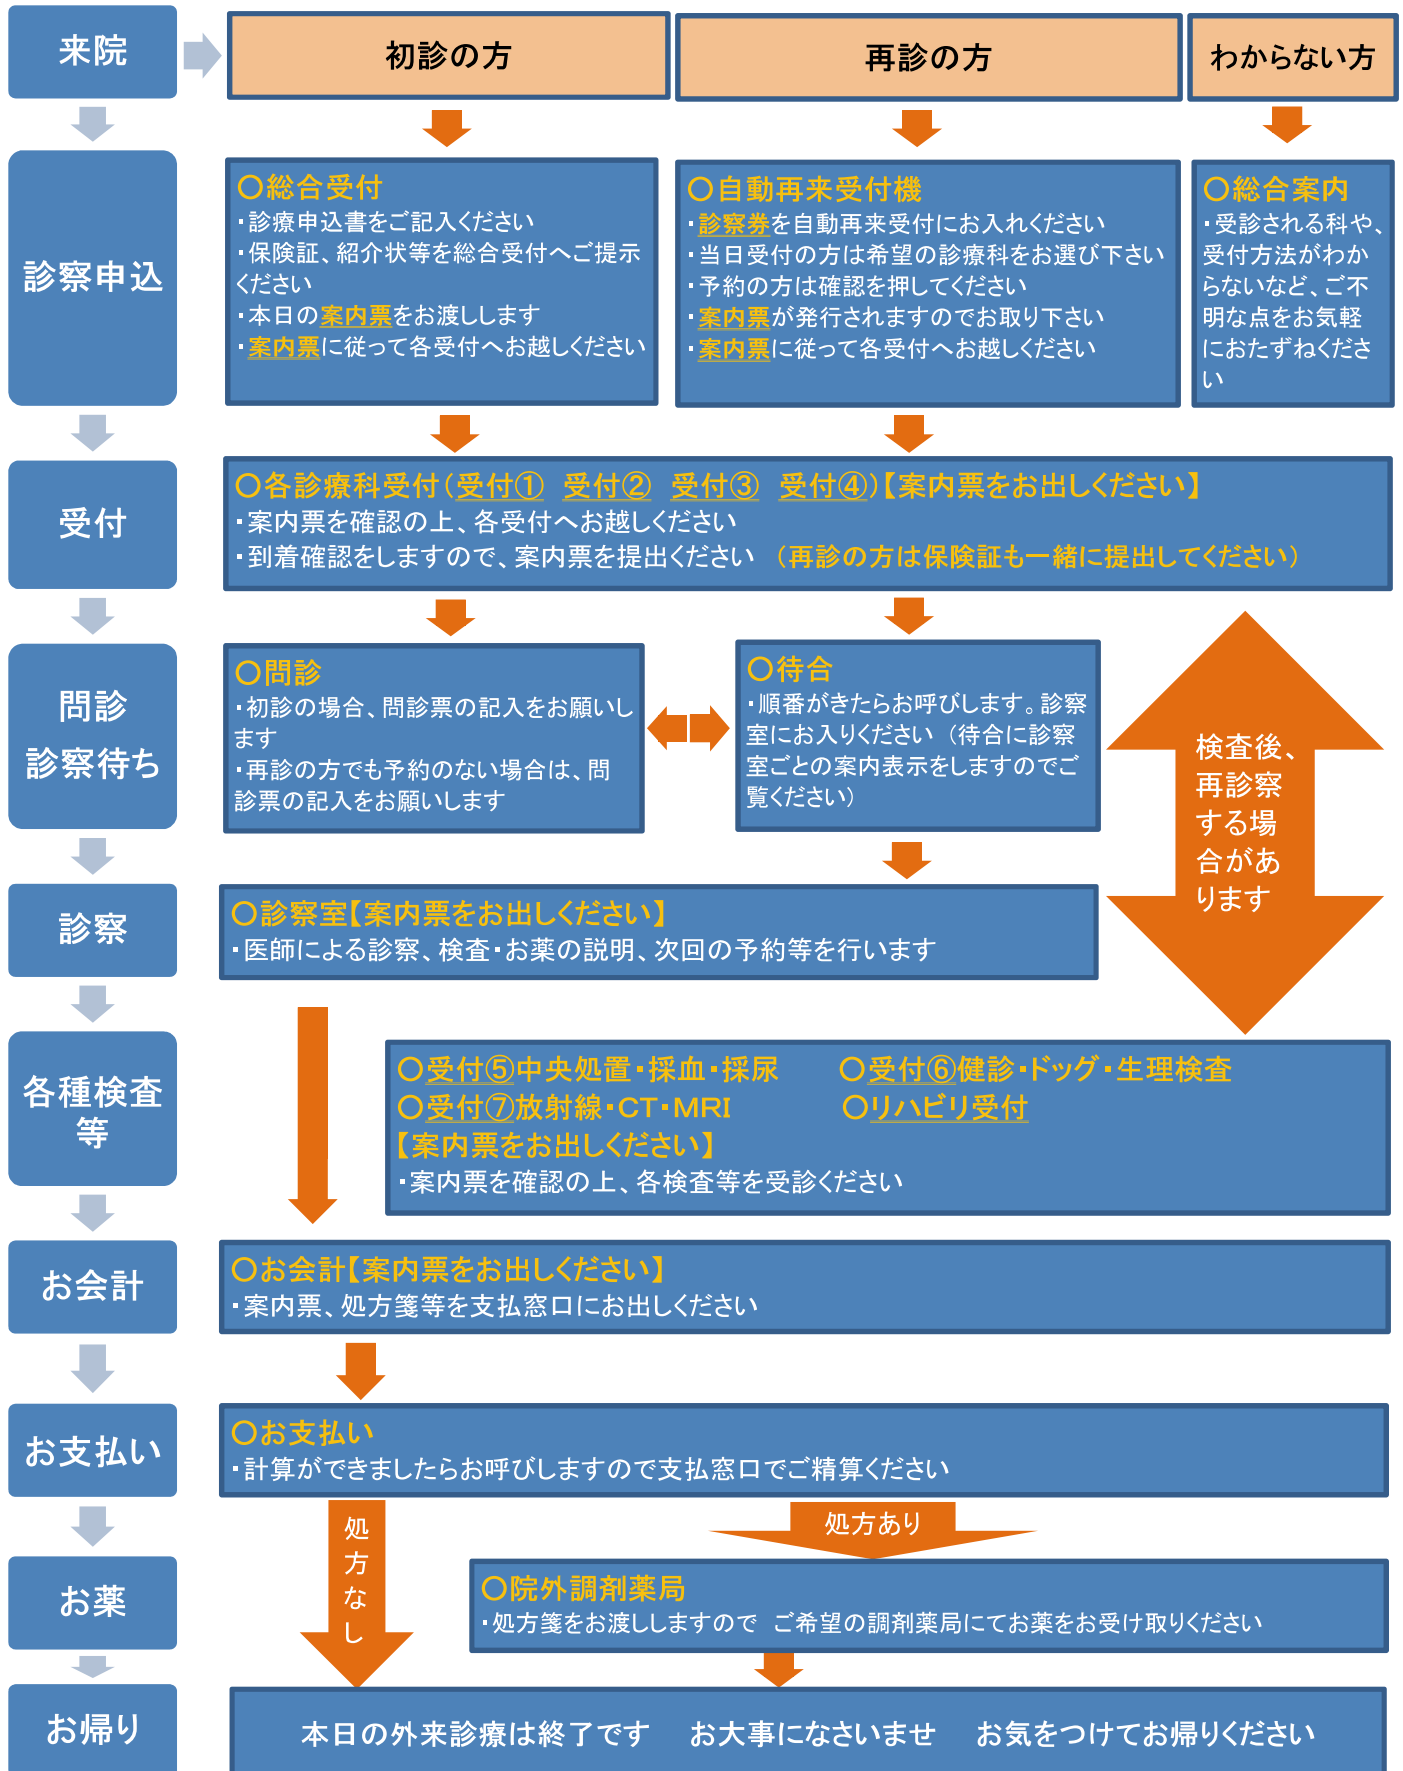 来院
初診の方
再診の方
わからない方
診察申込
〇総合受付
・診療申込書をご記入ください
・保険証、紹介状等を総合受付へご提示
ください
・本日の案内票をお渡しします
・案内票に従って各受付へお越しください
〇自動再来受付機
・診察券を自動再来受付にお入れください
・当日受付の方は希望の診療科をお選び下さい
・予約の方は確認を押してください
・案内票が発行されますのでお取り下さい
・案内票に従って各受付へお越しください
〇総合案内
・受診される科や、
受付方法がわか
らないなど、ご不
明な点をお気軽
におたずねくださ
い
受付
〇各診療科受付（受付①　受付②　受付③　受付④）【案内票をお出しください】
・案内票を確認の上、各受付へお越しください
・到着確認をしますので、案内票を提出ください　（再診の方は保険証も一緒に提出してください）
問診
診察待ち
〇問診
・初診の場合、問診票の記入をお願いし
ます
・再診の方でも予約のない場合は、問
診票の記入をお願いします
〇待合
・順番がきたらお呼びします。診察
室にお入りください　（待合に診察
室ごとの案内表示をしますのでご
覧ください）
検査後、
再診察
する場
合があ
ります
診察
〇診察室【案内票をお出しください】
・医師による診察、検査・お薬の説明、次回の予約等を行います
各種検査
等
〇受付⑤中央処置・採血・採尿　　〇受付⑥健診・ドッグ・生理検査
〇受付⑦放射線・CT・MRI　　　　〇リハビリ受付
【案内票をお出しください】
・案内票を確認の上、各検査等を受診ください
お会計
〇お会計【案内票をお出しください】
・案内票、処方箋等を支払窓口にお出しください
お支払い
〇お支払い
・計算ができましたらお呼びしますので支払窓口でご精算ください
処方なし
処方あり
お薬
〇院外調剤薬局
・処方箋をお渡ししますので　ご希望の調剤薬局にてお薬をお受け取りください
お帰り
本日の外来診療は終了です　お大事になさいませ　お気をつけてお帰りください